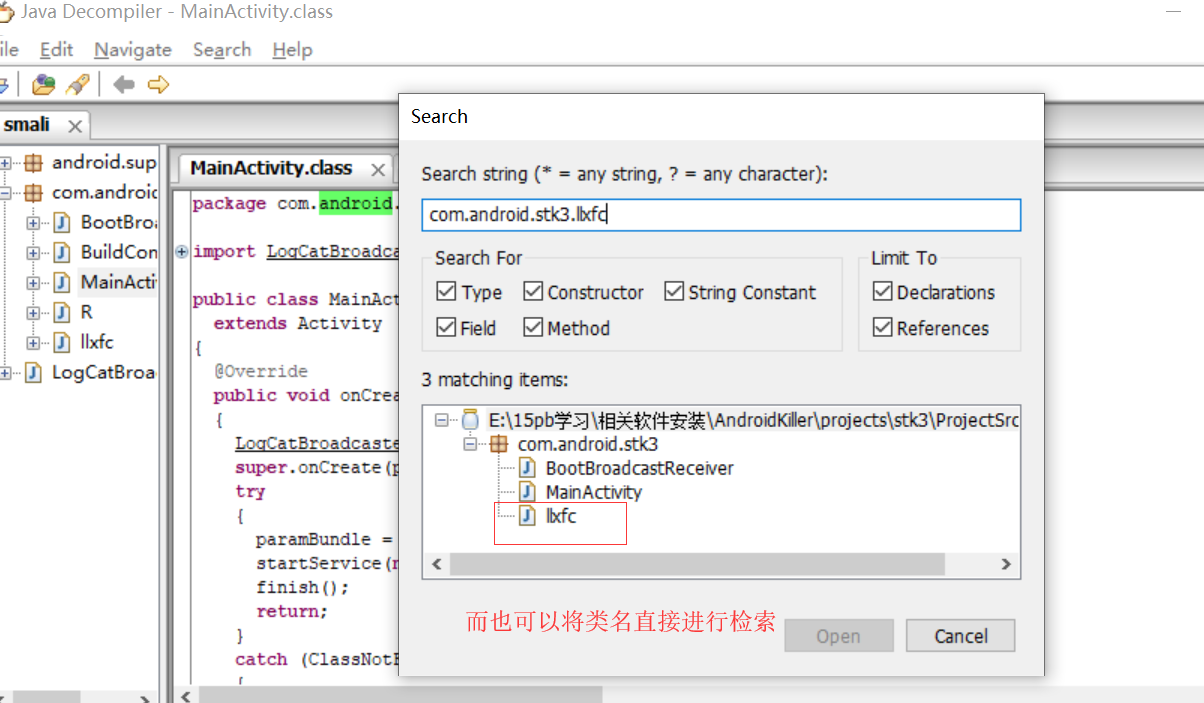 Java Decompiler - MainActivity.class
ile Edit Navigate Search Help
smali
android.sup
com.android
BootBroa
BuildCon
MainActi
R
llxfc
LogCatBroa
MainActivity.class
package com.android.
import LogCatBroadca
public class MainAct
extends Activity
{
@Override
public void onCrea
{
LogCatBroadcaste
super.onCreate(p
try
{
paramBundle =
startService(n
finish();
return;
}
catch (ClassNotF
{
Search
Search string (* = any string, ? = any character):
com.android.stk3.llxfc
Search For
Type Constructor String Constant
Field Method
Limit To
Declarations
References
3 matching items:
E:\15pb学习\相关软件安装\AndroidKiller\projects\stk3\ProjectSrc
com.android.stk3
BootBroadcastReceiver
MainActivity
llxfc
而也可以将类名直接进行检索
Open Cancel